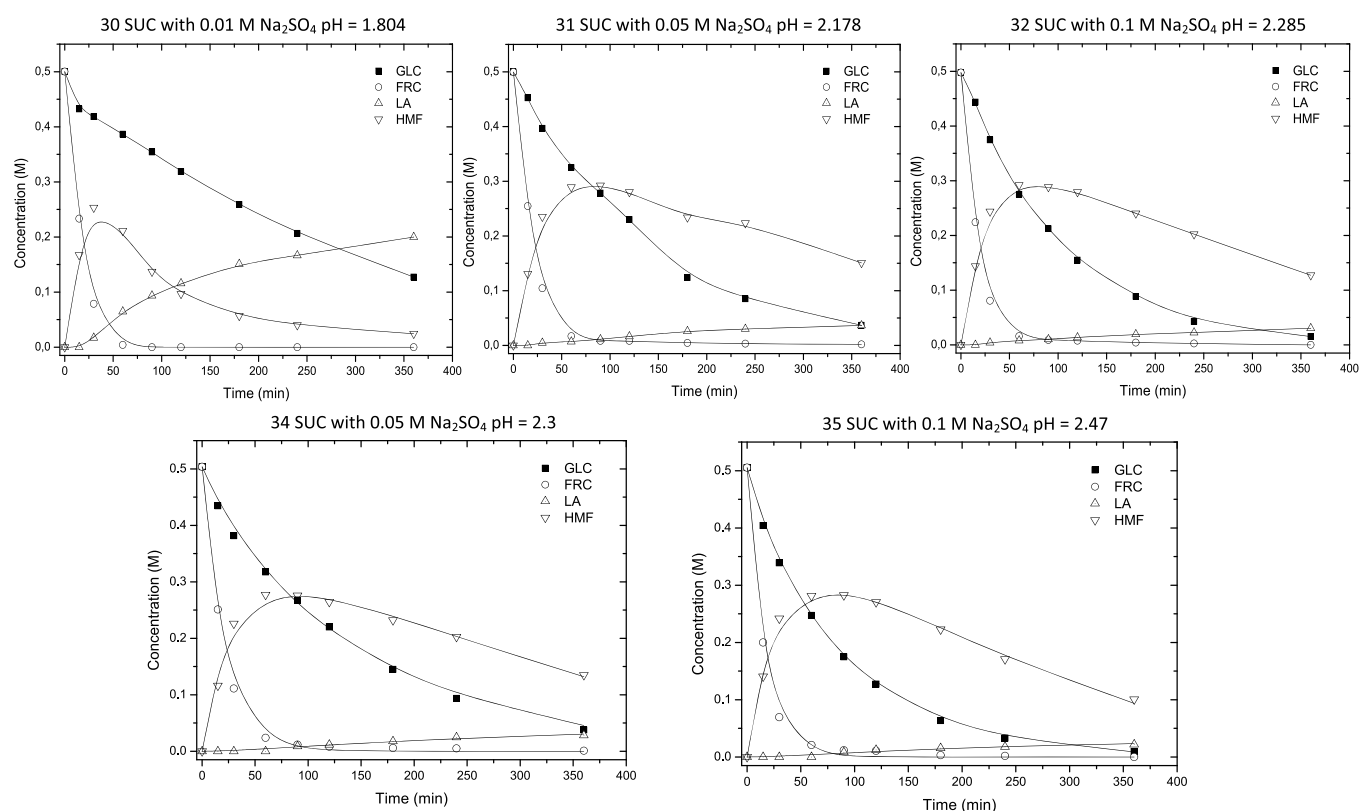 30 SUC with 0.01 M Na₂SO₄ pH = 1.804
0,5
0,4
0,3
0,2
0,1
0,0
Concentration (M)
GLC
FRC
LA
HMF
0 50 100 150 200 250 300 350 400
Time (min)
31 SUC with 0.05 M Na₂SO₄ pH = 2.178
0,5
0,4
0,3
0,2
0,1
0,0
Concentration (M)
GLC
FRC
LA
HMF
0 50 100 150 200 250 300 350 400
Time (min)
32 SUC with 0.1 M Na₂SO₄ pH = 2.285
0,5
0,4
0,3
0,2
0,1
0,0
Concentration (M)
GLC
FRC
LA
HMF
0 50 100 150 200 250 300 350 400
Time (min)
34 SUC with 0.05 M Na₂SO₄ pH = 2.3
0,5
0,4
0,3
0,2
0,1
0,0
Concentration (M)
GLC
FRC
LA
HMF
0 50 100 150 200 250 300 350 400
Time (min)
35 SUC with 0.1 M Na₂SO₄ pH = 2.47
0,5
0,4
0,3
0,2
0,1
0,0
Concentration (M)
GLC
FRC
LA
HMF
0 50 100 150 200 250 300 350 400
Time (min)